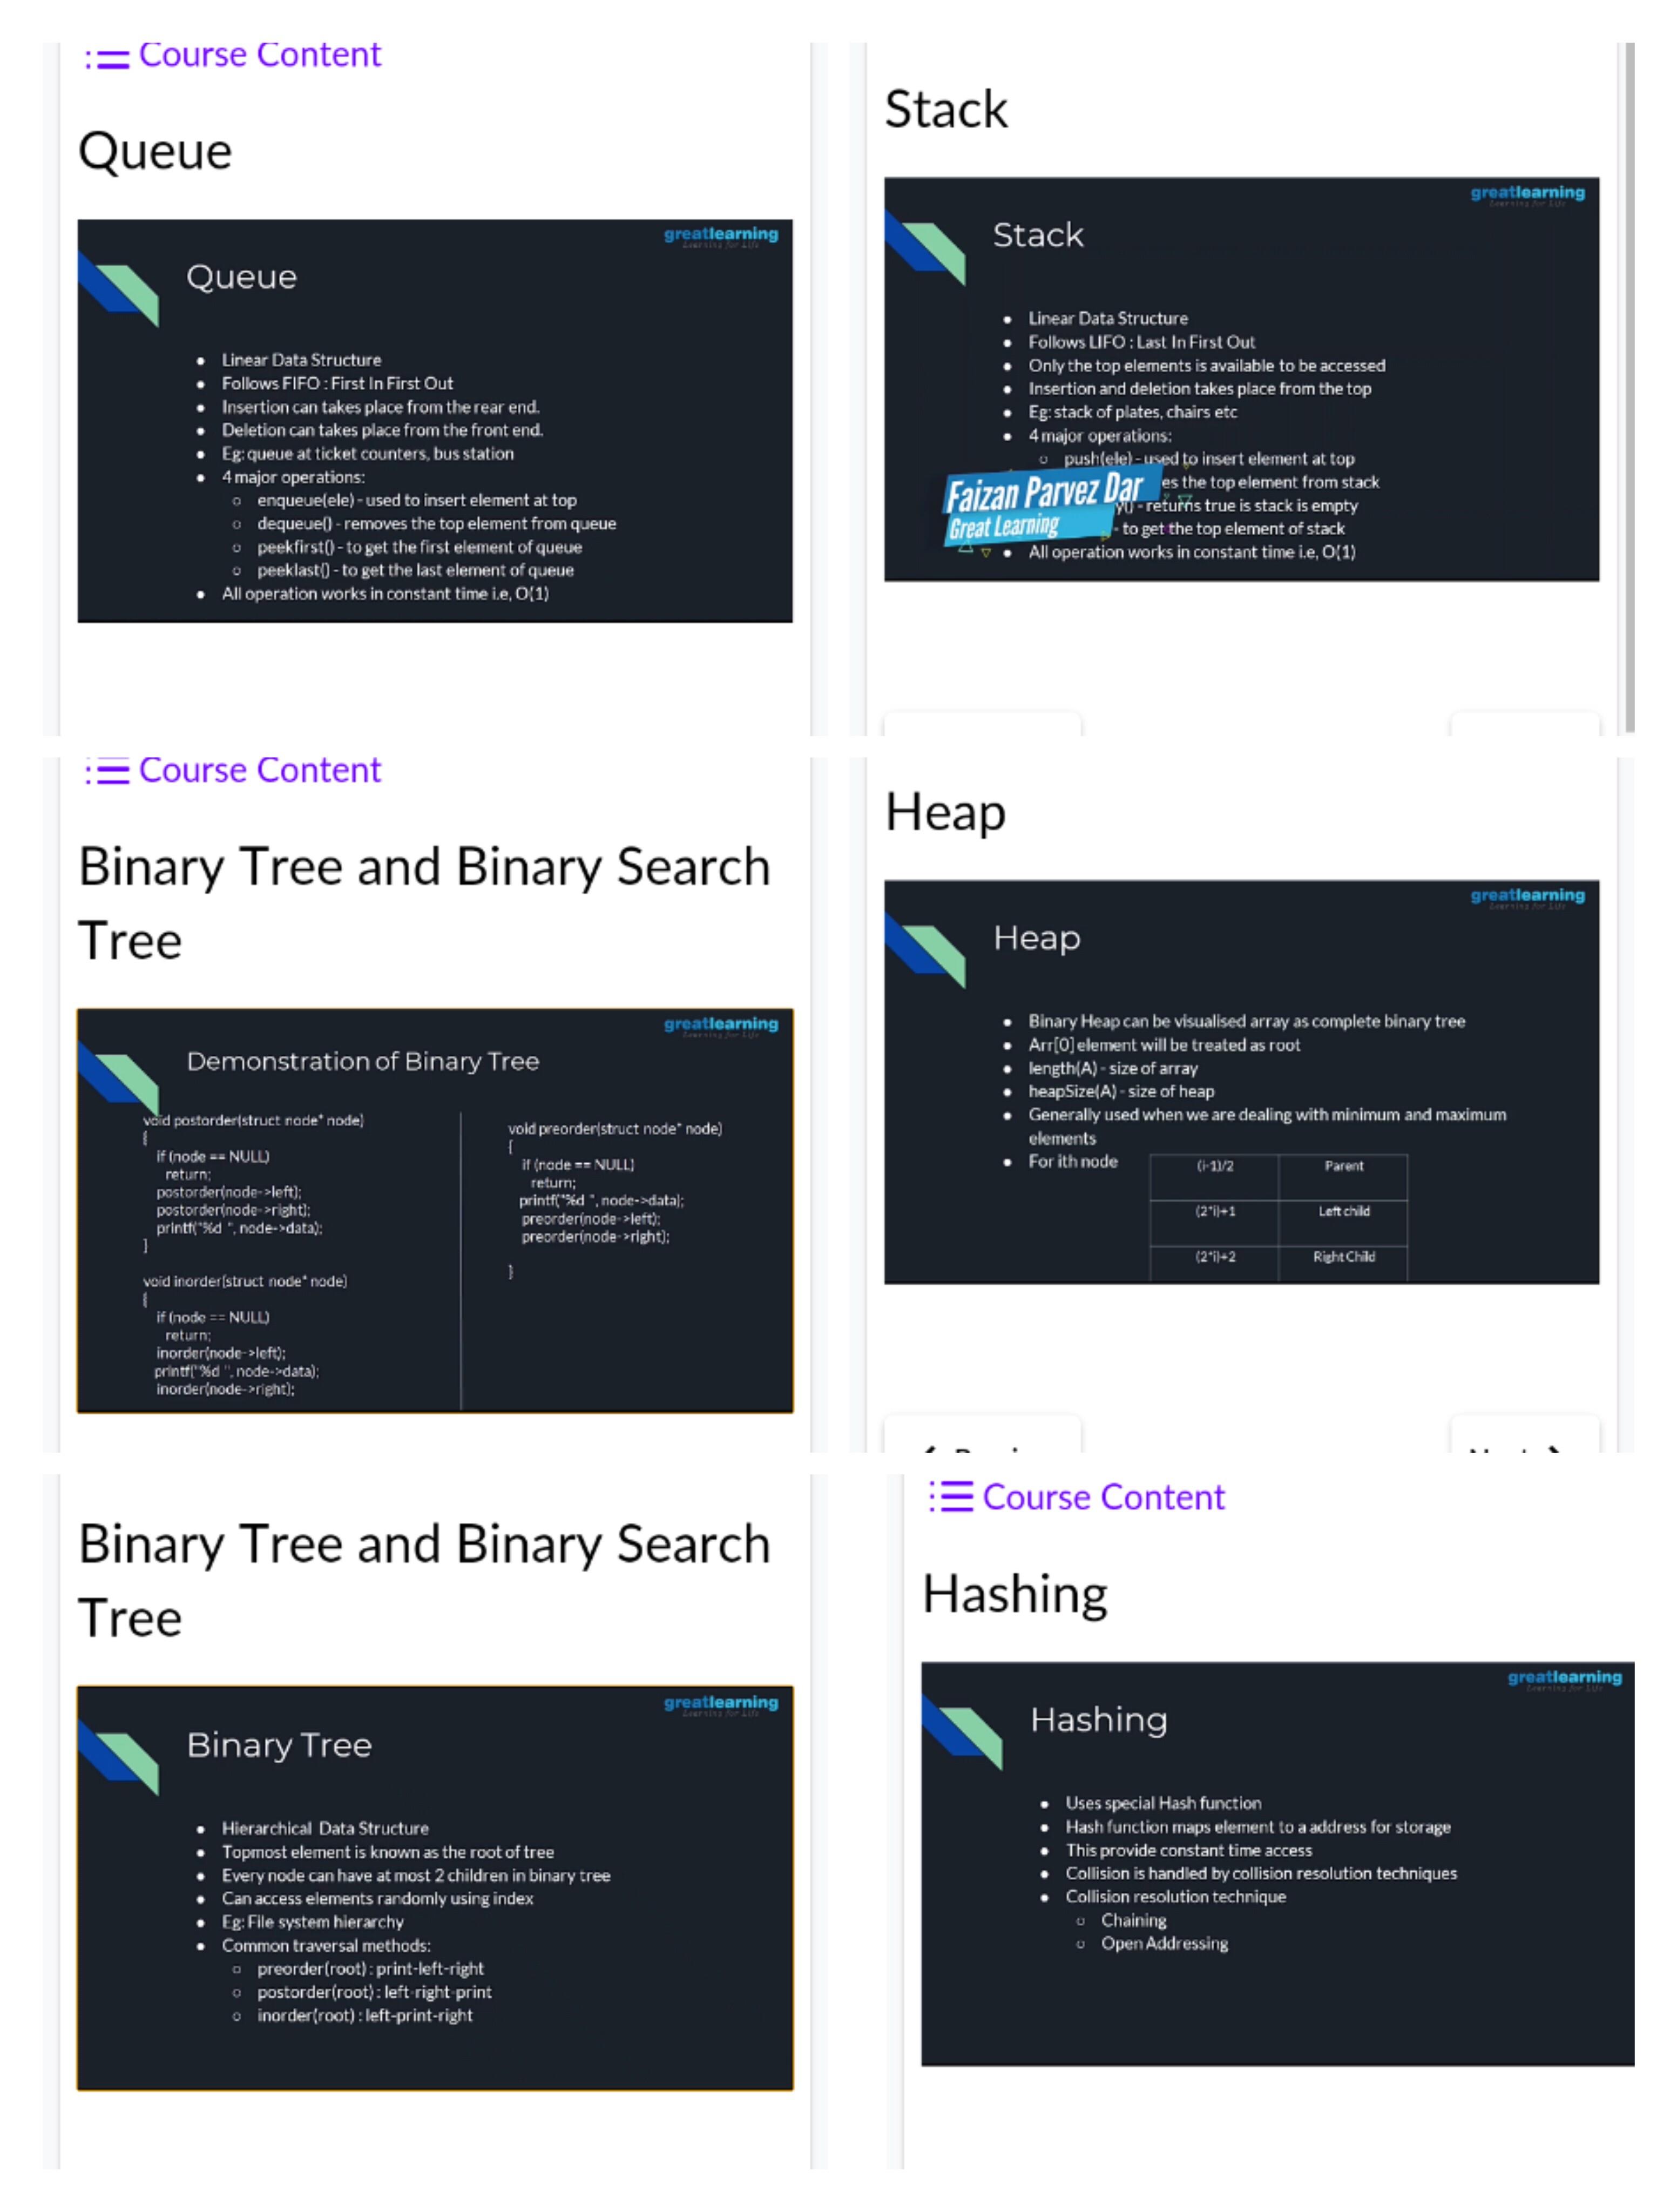 Course Content
Queue
greatlearning
Learning for Life
Queue
● Linear Data Structure
● Follows FIFO : First In First Out
● Insertion can takes place from the rear end.
● Deletion can takes place from the front end.
● Eg: queue at ticket counters, bus station
● 4 major operations:
○ enqueue(ele) - used to insert element at top
○ dequeue() - removes the top element from queue
○ peekfirst() - to get the first element of queue
○ peeklast() - to get the last element of queue
● All operation works in constant time i.e, O(1)
Stack
greatlearning
Learning for Life
Stack
● Linear Data Structure
● Follows LIFO : Last In First Out
● Only the top elements is available to be accessed
● Insertion and deletion takes place from the top
● Eg: stack of plates, chairs etc
● 4 major operations:
○ push(ele) - used to insert element at top
es the top element from stack
y() - returns true is stack is empty
- to get the top element of stack
● All operation works in constant time i.e, O(1)
Faizan Parvez Dar
Great Learning
Course Content
Binary Tree and Binary Search
Tree
greatlearning
Learning for Life
Demonstration of Binary Tree
void postorder(struct node* node)
{
if (node == NULL)
return;
postorder(node->left);
postorder(node->right);
printf("%d ", node->data);
}
void inorder(struct node* node)
{
if (node == NULL)
return;
inorder(node->left);
printf("%d ", node->data);
inorder(node->right);
void preorder(struct node* node)
{
if (node == NULL)
return;
printf("%d ", node->data);
preorder(node->left);
preorder(node->right);
}
Heap
greatlearning
Learning for Life
Heap
● Binary Heap can be visualised array as complete binary tree
● Arr[0] element will be treated as root
● length(A) - size of array
● heapSize(A) - size of heap
● Generally used when we are dealing with minimum and maximum
elements
● For ith node
(i-1)/2 Parent
(2*i)+1 Left child
(2*i)+2 Right Child
Binary Tree and Binary Search
Tree
greatlearning
Learning for Life
Binary Tree
● Hierarchical Data Structure
● Topmost element is known as the root of tree
● Every node can have at most 2 children in binary tree
● Can access elements randomly using index
● Eg: File system hierarchy
● Common traversal methods:
○ preorder(root) : print-left-right
○ postorder(root) : left-right-print
○ inorder(root) : left-print-right
Course Content
Hashing
greatlearning
Learning for Life
Hashing
● Uses special Hash function
● Hash function maps element to a address for storage
● This provide constant time access
● Collision is handled by collision resolution techniques
● Collision resolution technique
○ Chaining
○ Open Addressing